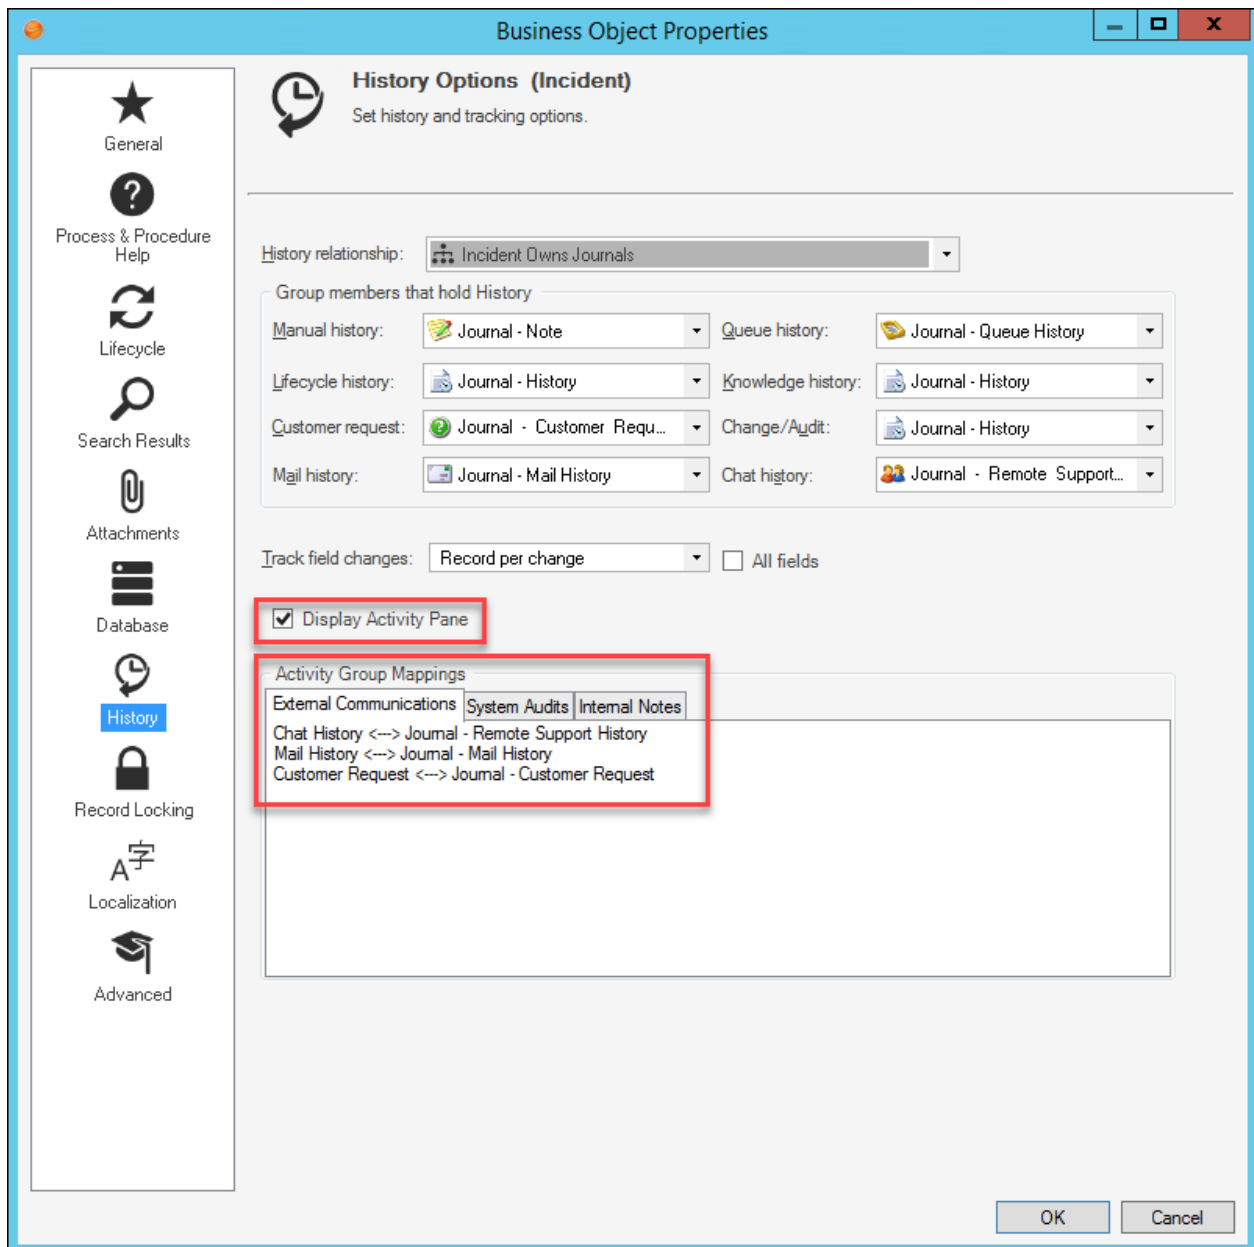 Business Object Properties
General
Process & Procedure
Help
Lifecycle
Search Results
Attachments
Database
History
Record Locking
A字
Localization
Advanced
History Options (Incident)
Set history and tracking options.
History relationship: Incident Owns Journals
Group members that hold History
Manual history: Journal - Note Queue history: Journal - Queue History
Lifecycle history: Journal - History Knowledge history: Journal - History
Customer request: Journal - Customer Requ... Change/Audit: Journal - History
Mail history: Journal - Mail History Chat history: Journal - Remote Support...
Track field changes: Record per change All fields
Display Activity Pane
Activity Group Mappings
External Communications System Audits Internal Notes
Chat History <---> Journal - Remote Support History
Mail History <---> Journal - Mail History
Customer Request <---> Journal - Customer Request
OK Cancel